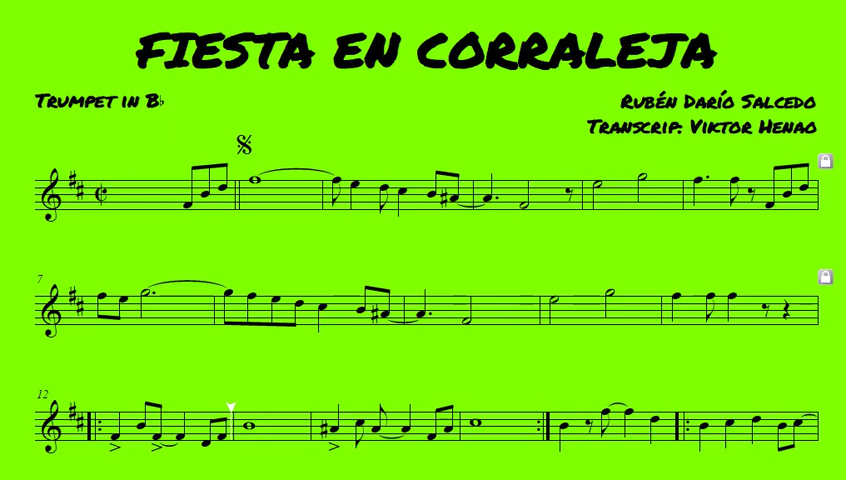 FIESTA EN CORRALEJA
TRUMPET IN B♭
RUBÉN DARÍO SALCEDO
TRANSCRIP: VIKTOR HENAO
7
12